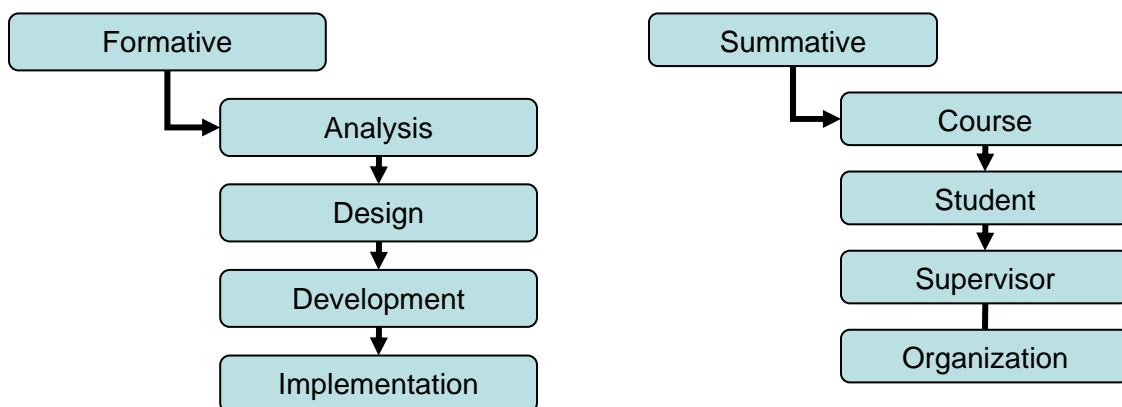 Formative
Analysis
Design
Development
Implementation
Summative
Course
Student
Supervisor
Organization